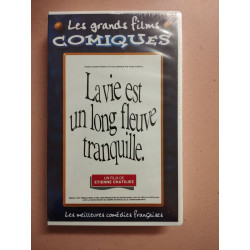 Les grands films
COMIQUES
La vie est
un long fleuve
tranquille.
UN FILM DE
ETIENNE CHATILIEZ
Les meilleures comédies françaises